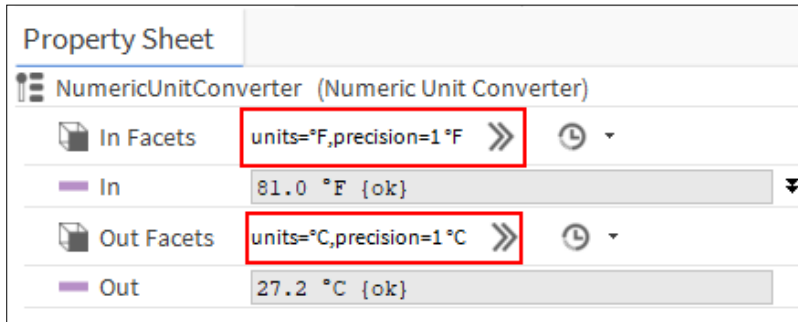 Property Sheet
NumericUnitConverter (Numeric Unit Converter)
In Facets units=°F,precision=1 °F
In 81.0 °F {ok}
Out Facets units=°C,precision=1 °C
Out 27.2 °C {ok}